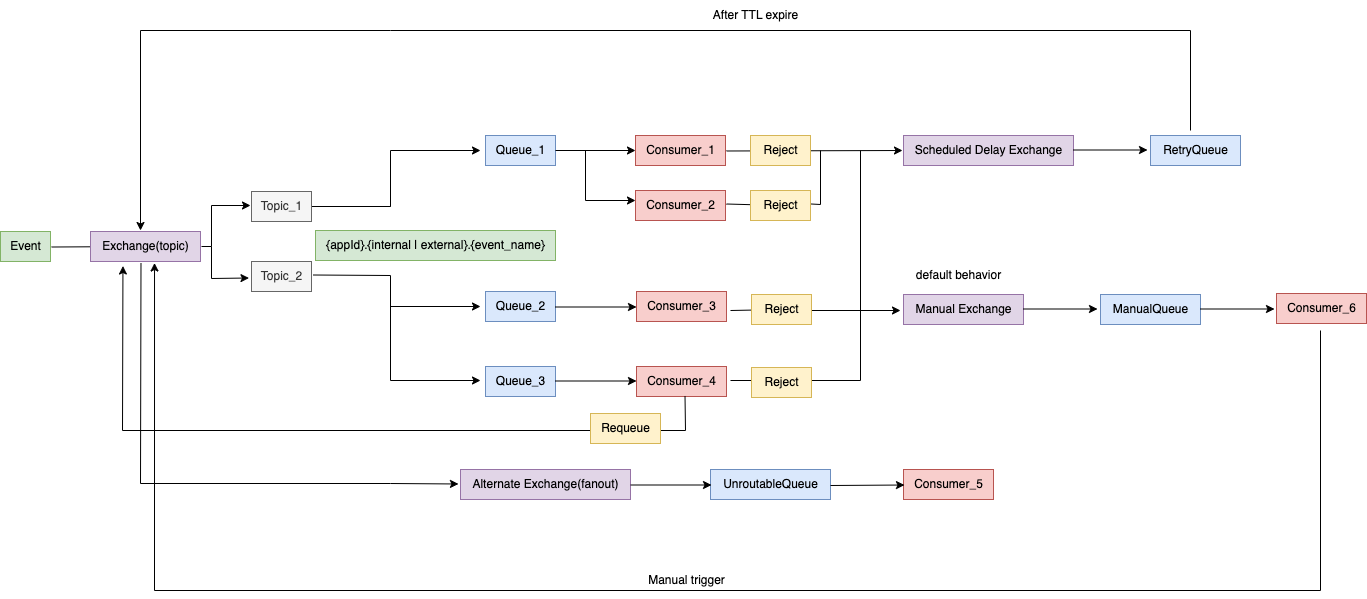 After TTL expire
Queue_1
Consumer_1
Reject
Scheduled Delay Exchange
RetryQueue
Topic_1
Consumer_2
Reject
Event
Exchange(topic)
{appId}.{internal | external}.{event_name}
Topic_2
default behavior
Queue_2
Consumer_3
Reject
Manual Exchange
ManualQueue
Consumer_6
Queue_3
Consumer_4
Reject
Requeue
Alternate Exchange(fanout)
UnroutableQueue
Consumer_5
Manual trigger